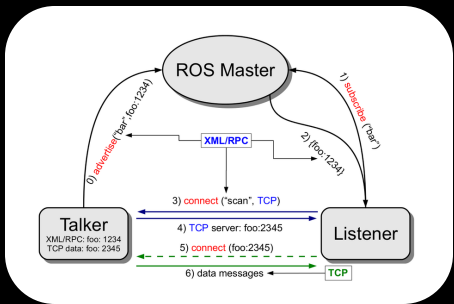 ROS Master
0) advertise("bar",foo:1234)
1) subscribe ("bar")
XML/RPC
2) {foo:1234}
3) connect ("scan", TCP)
Talker
XML/RPC: foo: 1234
TCP data: foo: 2345
4) TCP server: foo:2345
Listener
5) connect (foo:2345)
6) data messages
TCP